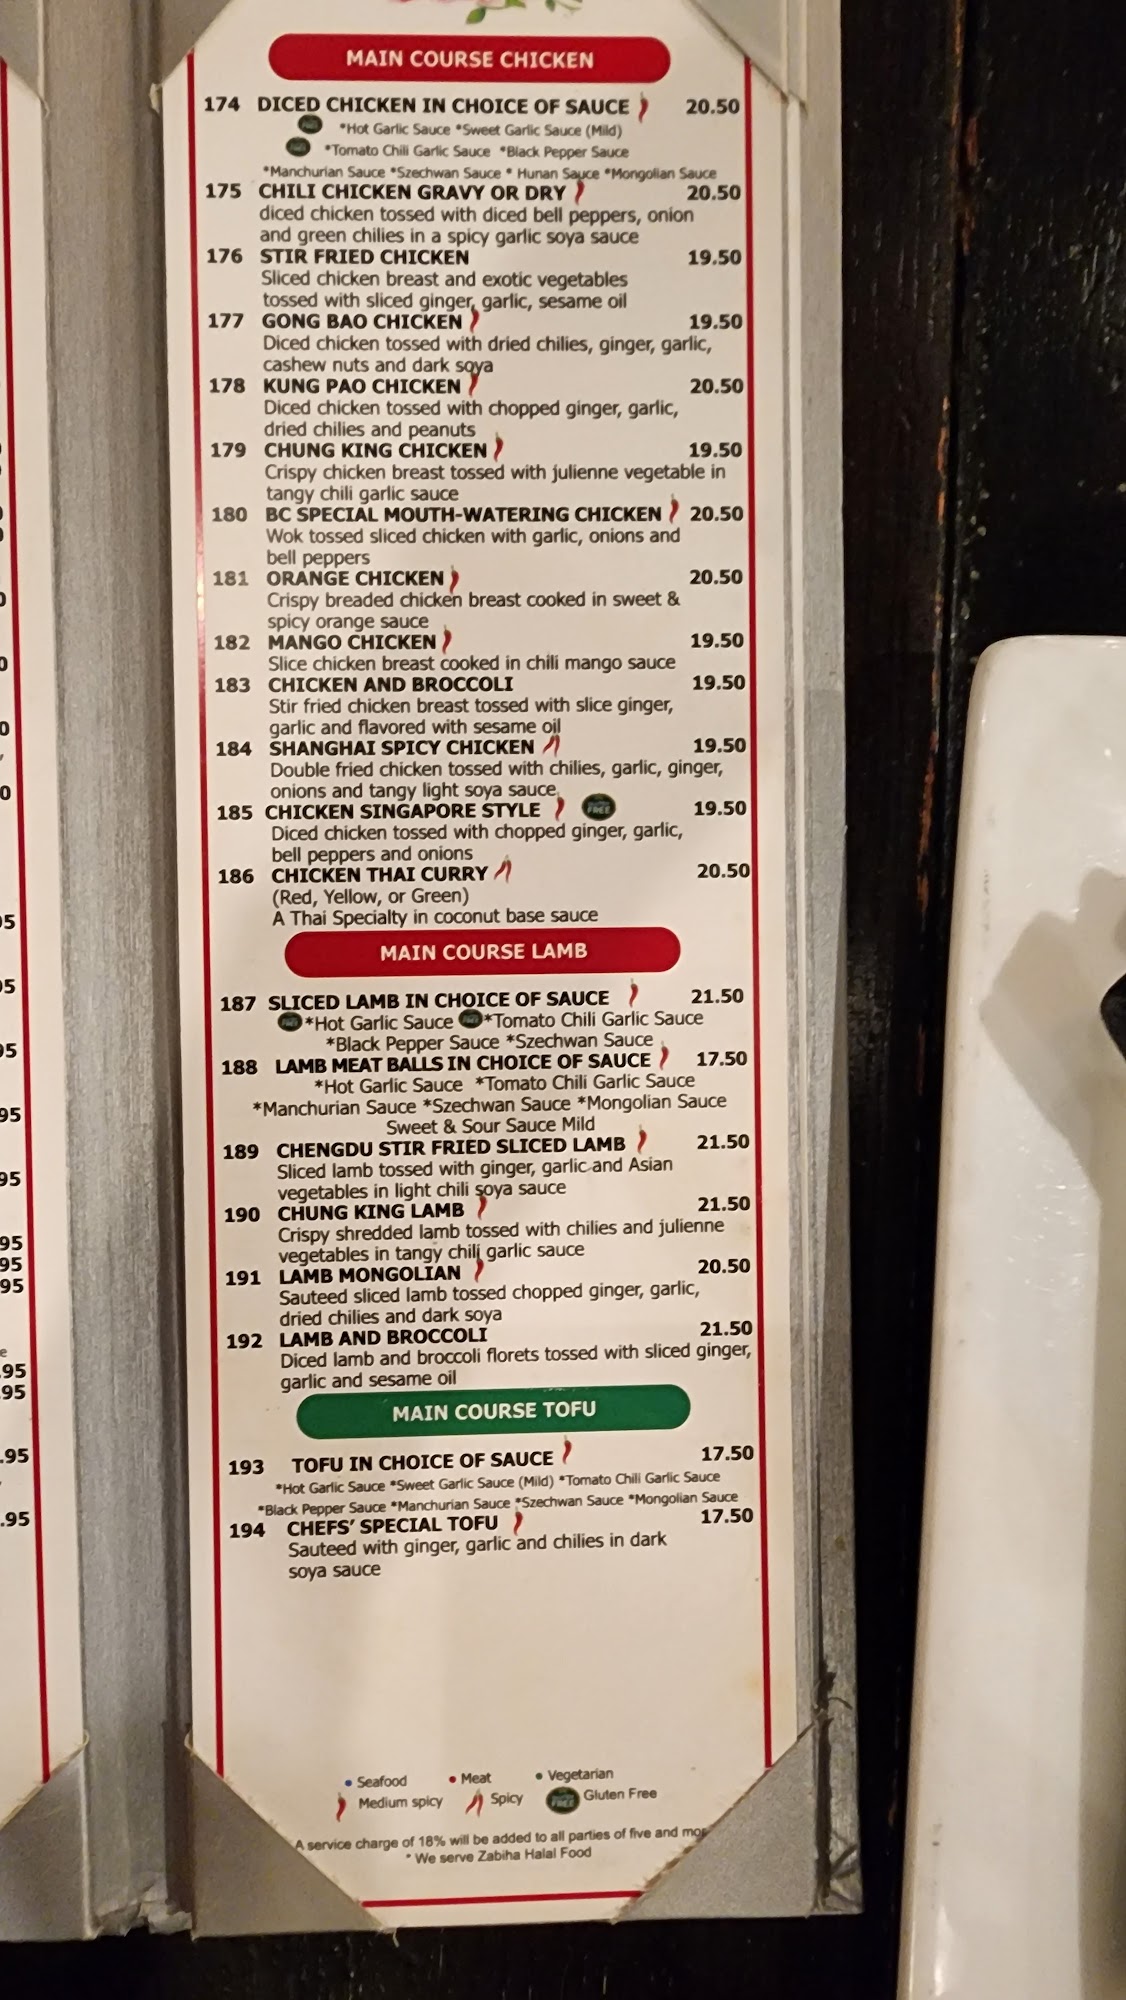 MAIN COURSE CHICKEN
174 DICED CHICKEN IN CHOICE OF SAUCE 20.50
*Hot Garlic Sauce *Sweet Garlic Sauce (Mild)
*Tomato Chili Garlic Sauce *Black Pepper Sauce
*Manchurian Sauce *Szechwan Sauce * Hunan Sauce *Mongolian Sauce
175 CHILI CHICKEN GRAVY OR DRY 20.50
diced chicken tossed with diced bell peppers, onion
and green chilies in a spicy garlic soya sauce
176 STIR FRIED CHICKEN 19.50
Sliced chicken breast and exotic vegetables
tossed with sliced ginger, garlic, sesame oil
177 GONG BAO CHICKEN 19.50
Diced chicken tossed with dried chilies, ginger, garlic,
cashew nuts and dark soya
178 KUNG PAO CHICKEN 20.50
Diced chicken tossed with chopped ginger, garlic,
dried chilies and peanuts
179 CHUNG KING CHICKEN 19.50
Crispy chicken breast tossed with julienne vegetable in
tangy chili garlic sauce
180 BC SPECIAL MOUTH-WATERING CHICKEN 20.50
Wok tossed sliced chicken with garlic, onions and
bell peppers
181 ORANGE CHICKEN 20.50
Crispy breaded chicken breast cooked in sweet &
spicy orange sauce
182 MANGO CHICKEN 19.50
Slice chicken breast cooked in chili mango sauce
183 CHICKEN AND BROCCOLI 19.50
Stir fried chicken breast tossed with slice ginger,
garlic and flavored with sesame oil
184 SHANGHAI SPICY CHICKEN 19.50
Double fried chicken tossed with chilies, garlic, ginger,
onions and tangy light soya sauce
185 CHICKEN SINGAPORE STYLE FREE 19.50
Diced chicken tossed with chopped ginger, garlic,
bell peppers and onions
186 CHICKEN THAI CURRY 20.50
(Red, Yellow, or Green)
A Thai Specialty in coconut base sauce
MAIN COURSE LAMB
187 SLICED LAMB IN CHOICE OF SAUCE 21.50
*Hot Garlic Sauce *Tomato Chili Garlic Sauce
*Black Pepper Sauce *Szechwan Sauce
188 LAMB MEAT BALLS IN CHOICE OF SAUCE 17.50
*Hot Garlic Sauce *Tomato Chili Garlic Sauce
*Manchurian Sauce *Szechwan Sauce *Mongolian Sauce
Sweet & Sour Sauce Mild
189 CHENGDU STIR FRIED SLICED LAMB 21.50
Sliced lamb tossed with ginger, garlic and Asian
vegetables in light chili soya sauce
190 CHUNG KING LAMB 21.50
Crispy shredded lamb tossed with chilies and julienne
vegetables in tangy chili garlic sauce
191 LAMB MONGOLIAN 20.50
Sauteed sliced lamb tossed chopped ginger, garlic,
dried chilies and dark soya
192 LAMB AND BROCCOLI 21.50
Diced lamb and broccoli florets tossed with sliced ginger,
garlic and sesame oil
MAIN COURSE TOFU
193 TOFU IN CHOICE OF SAUCE 17.50
*Hot Garlic Sauce *Sweet Garlic Sauce (Mild) *Tomato Chili Garlic Sauce
*Black Pepper Sauce *Manchurian Sauce *Szechwan Sauce *Mongolian Sauce
194 CHEFS' SPECIAL TOFU 17.50
Sauteed with ginger, garlic and chilies in dark
soya sauce
• Seafood • Meat • Vegetarian
Medium spicy Spicy FREE Gluten Free
A service charge of 18% will be added to all parties of five and
* We serve Zabiha Halal Food